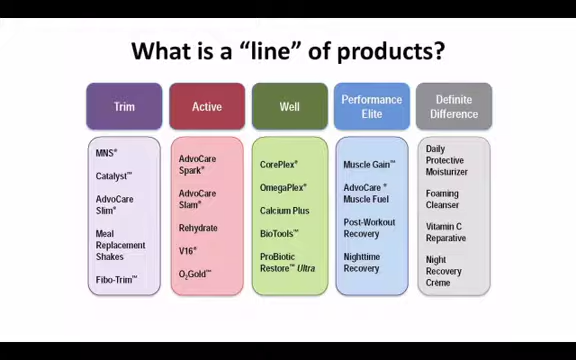 What is a “line” of products?
Trim
Active
Well
Performance
Elite
Definite
Difference
MNS®
Catalyst™
AdvoCare
Slim®
Meal
Replacement
Shakes
Fibo-Trim™
AdvoCare
Spark®
AdvoCare
Slam®
Rehydrate
V16®
O₂Gold™
CorePlex®
OmegaPlex®
Calcium Plus
BioTools™
ProBiotic
Restore™ Ultra
Muscle Gain™
AdvoCare ®
Muscle Fuel
Post-Workout
Recovery
Nighttime
Recovery
Daily
Protective
Moisturizer
Foaming
Cleanser
Vitamin C
Reparative
Night
Recovery
Crème